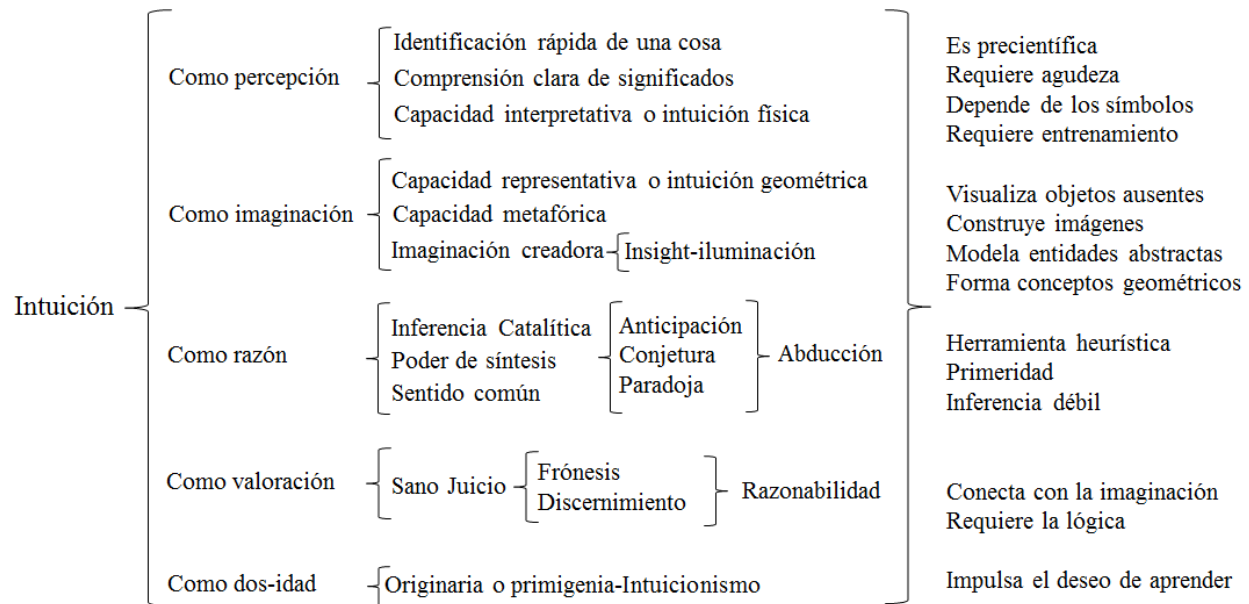 Intuición
Como percepción
Identificación rápida de una cosa
Comprensión clara de significados
Capacidad interpretativa o intuición física
Es precientífica
Requiere agudeza
Depende de los símbolos
Requiere entrenamiento
Como imaginación
Capacidad representativa o intuición geométrica
Capacidad metafórica
Imaginación creadora
Insight-iluminación
Visualiza objetos ausentes
Construye imágenes
Modela entidades abstractas
Forma conceptos geométricos
Como razón
Inferencia Catalítica
Poder de síntesis
Sentido común
Anticipación
Conjetura
Paradoja
Abducción
Herramienta heurística
Primeridad
Inferencia débil
Como valoración
Sano Juicio
Frónesis
Discernimiento
Razonabilidad
Conecta con la imaginación
Requiere la lógica
Como dos-idad
Originaria o primigenia-Intuicionismo
Impulsa el deseo de aprender